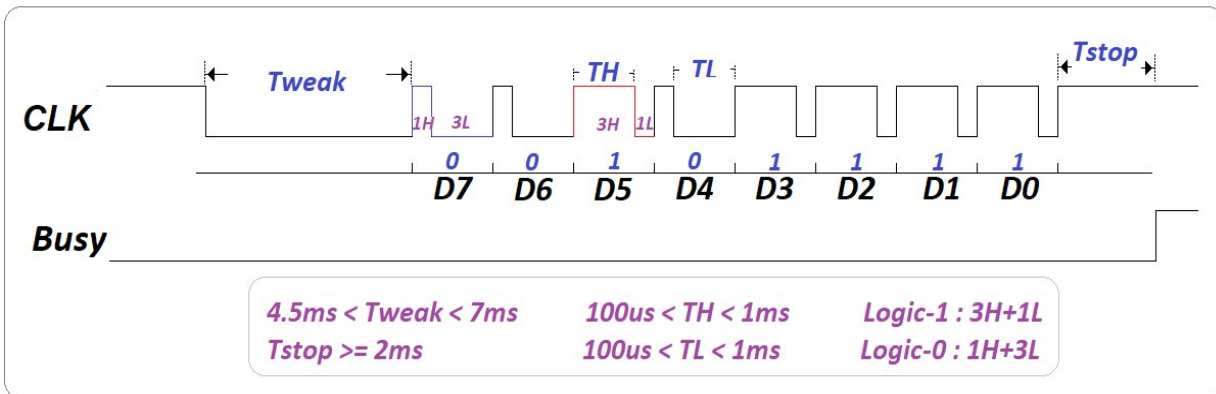 Tweak TH TL Tstop
CLK 1H 3L 3H 1L
0 0 1 0 1 1 1 1
D7 D6 D5 D4 D3 D2 D1 D0
Busy
4.5ms < Tweak < 7ms 100us < TH < 1ms Logic-1 : 3H+1L
Tstop >= 2ms 100us < TL < 1ms Logic-0 : 1H+3L